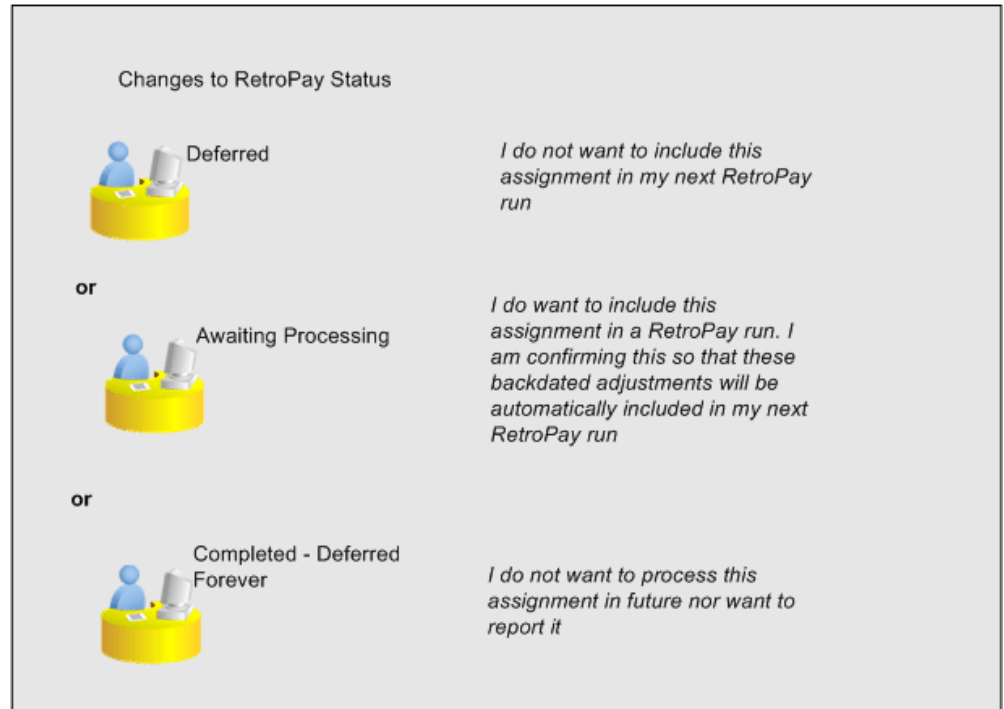 Changes to RetroPay Status
Deferred
I do not want to include this
assignment in my next RetroPay
run
or
Awaiting Processing
I do want to include this
assignment in a RetroPay run. I
am confirming this so that these
backdated adjustments will be
automatically included in my next
RetroPay run
or
Completed - Deferred
Forever
I do not want to process this
assignment in future nor want to
report it